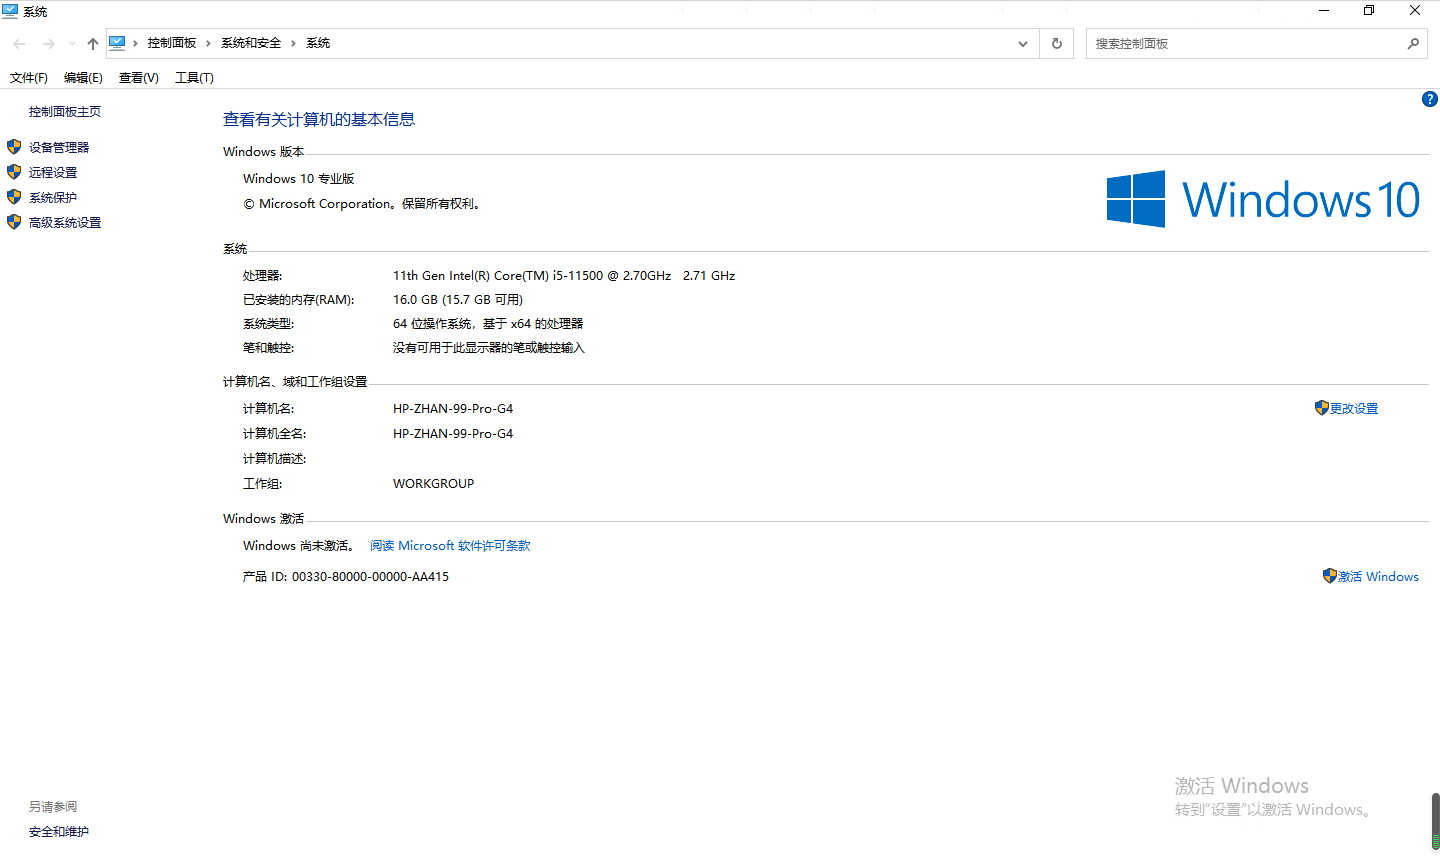 系统
控制面板 › 系统和安全 › 系统
搜索控制面板
文件(F) 编辑(E) 查看(V) 工具(T)
控制面板主页
设备管理器
远程设置
系统保护
高级系统设置
查看有关计算机的基本信息
Windows 版本
Windows 10 专业版
© Microsoft Corporation。保留所有权利。
Windows 10
系统
处理器: 11th Gen Intel(R) Core(TM) i5-11500 @ 2.70GHz 2.71 GHz
已安装的内存(RAM): 16.0 GB (15.7 GB 可用)
系统类型: 64 位操作系统，基于 x64 的处理器
笔和触控: 没有可用于此显示器的笔或触控输入
计算机名、域和工作组设置
计算机名: HP-ZHAN-99-Pro-G4
更改设置
计算机全名: HP-ZHAN-99-Pro-G4
计算机描述:
工作组: WORKGROUP
Windows 激活
Windows 尚未激活。 阅读 Microsoft 软件许可条款
产品 ID: 00330-80000-00000-AA415
激活 Windows
激活 Windows
转到"设置"以激活 Windows。
另请参阅
安全和维护